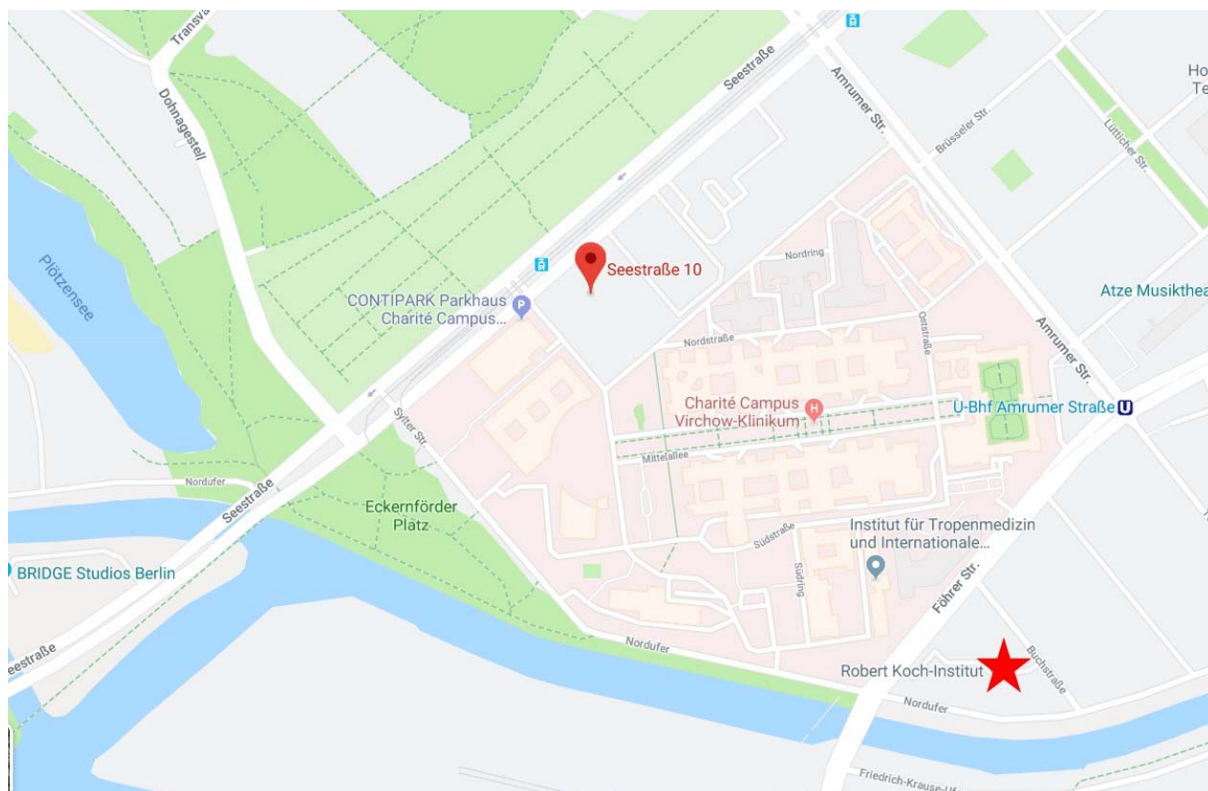 Transva
Seestraße
Amrumer Str.
Ho
Te
Dohnagestell
Brüsseler Str.
Lütticher Str.
Plötzensee
Nordring
Seestraße 10
CONTIPARK Parkhaus
Charité Campus...
P
Atze Musikthea
Nordstraße
Oststraße
Amrumer Str.
Charité Campus
Virchow-Klinikum
H
U-Bhf Amrumer Straße
U
Sylter Str.
Mittelallee
Nordufer
Seestraße
Eckernförder
Platz
Südstraße
Institut für Tropenmedizin
und Internationale...
BRIDGE Studios Berlin
Südring
Föhrer Str.
Nordufer
Buchstraße
eestraße
Robert Koch-Institut
Nordufer
Friedrich-Krause-Uf